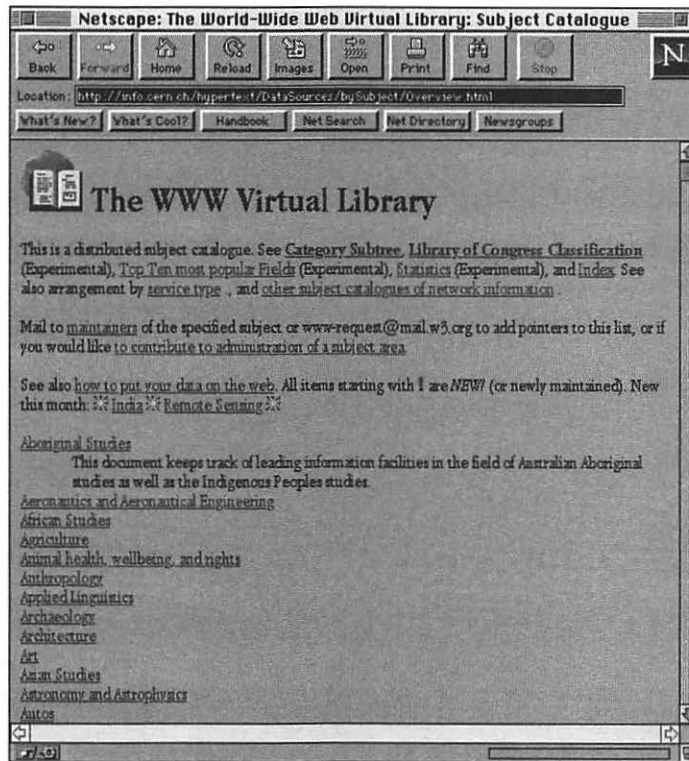 Netscape: The World-Wide Web Virtual Library: Subject Catalogue
Back Forward Home Reload Images Open Print Find Stop
N
Location: http://info.cern.ch/hypertext/DataSources/bySubject/Overview.html
What's New? What's Cool? Handbook Net Search Net Directory Newsgroups
The WWW Virtual Library
This is a distributed subject catalogue. See Category Subtree, Library of Congress Classification
(Experimental), Top Ten most popular Fields (Experimental), Statistics (Experimental), and Index. See
also arrangement by service type ., and other subject catalogues of network information .
Mail to maintainers of the specified subject or www-request@mail.w3.org to add pointers to this list, or if
you would like to contribute to administration of a subject area.
See also how to put your data on the web. All items starting with ! are NEW! (or newly maintained). New
this month: India Remote Sensing
Aboriginal Studies
This document keeps track of leading information facilities in the field of Australian Aboriginal
studies as well as the Indigenous Peoples studies.
Aeronautics and Aeronautical Engineering
African Studies
Agriculture
Animal health, wellbeing, and rights
Anthropology
Applied Linguistics
Archaeology
Architecture
Art
Asian Studies
Astronomy and Astrophysics
Autos